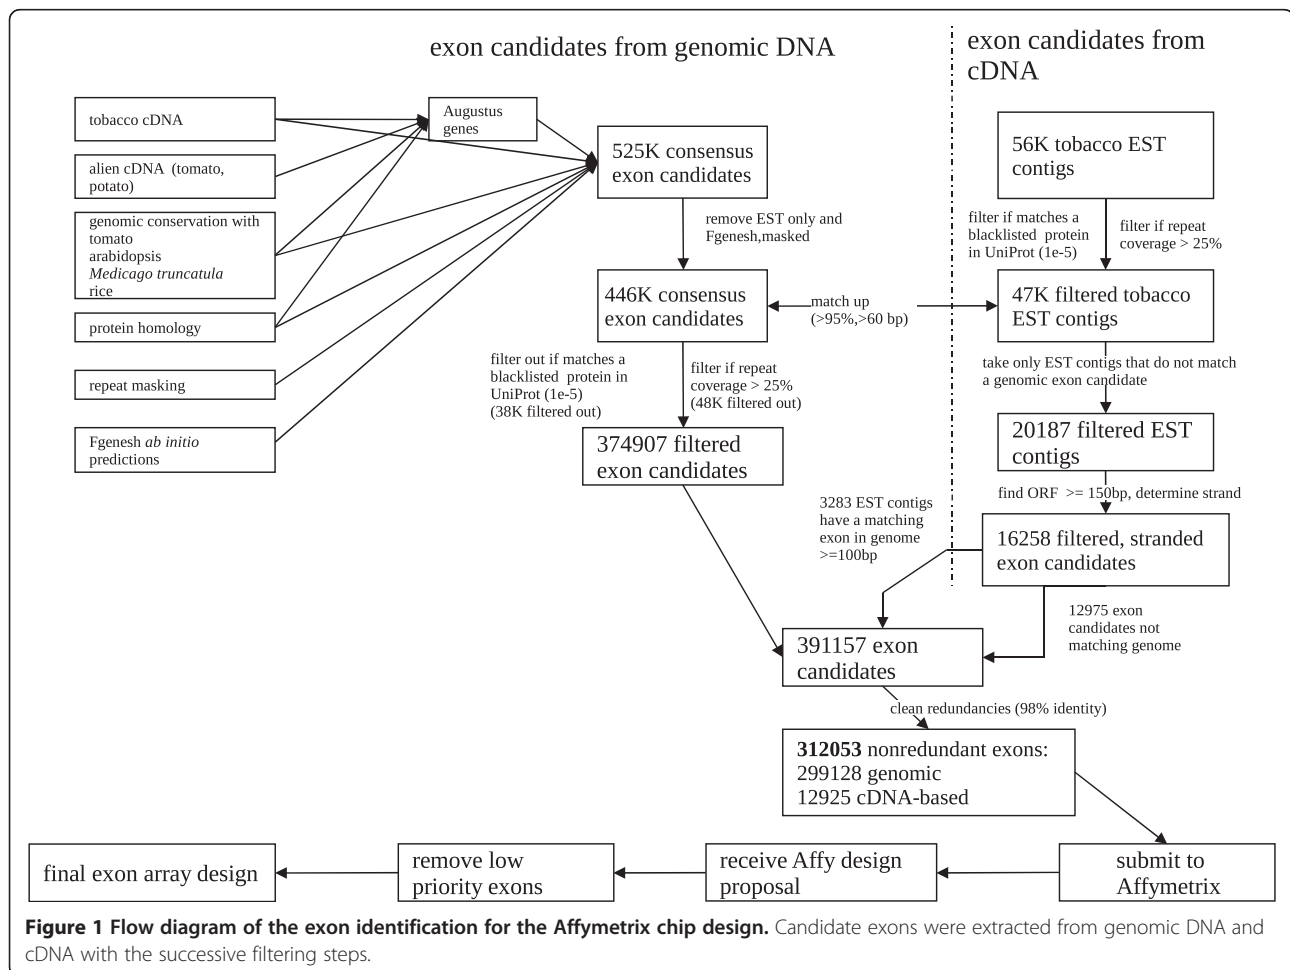 exon candidates from genomic DNA
exon candidates from
cDNA
tobacco cDNA
alien cDNA (tomato,
potato)
genomic conservation with
tomato
arabidopsis
Medicago truncatula
rice
protein homology
repeat masking
Fgenesh ab initio
predictions
Augustus
genes
525K consensus
exon candidates
remove EST only and
Fgenesh,masked
446K consensus
exon candidates
match up
(>95%,>60 bp)
filter out if matches a
blacklisted protein in
UniProt (1e-5)
(38K filtered out)
filter if repeat
coverage > 25%
(48K filtered out)
374907 filtered
exon candidates
56K tobacco EST
contigs
filter if matches a
blacklisted protein
in UniProt (1e-5)
filter if repeat
coverage > 25%
47K filtered tobacco
EST contigs
take only EST contigs that do not match
a genomic exon candidate
20187 filtered EST
contigs
find ORF >= 150bp, determine strand
16258 filtered, stranded
exon candidates
3283 EST contigs
have a matching
exon in genome
>=100bp
12975 exon
candidates not
matching genome
391157 exon
candidates
clean redundancies (98% identity)
312053 nonredundant exons:
299128 genomic
12925 cDNA-based
submit to
Affymetrix
receive Affy design
proposal
remove low
priority exons
final exon array design
Figure 1 Flow diagram of the exon identification for the Affymetrix chip design. Candidate exons were extracted from genomic DNA and
cDNA with the successive filtering steps.